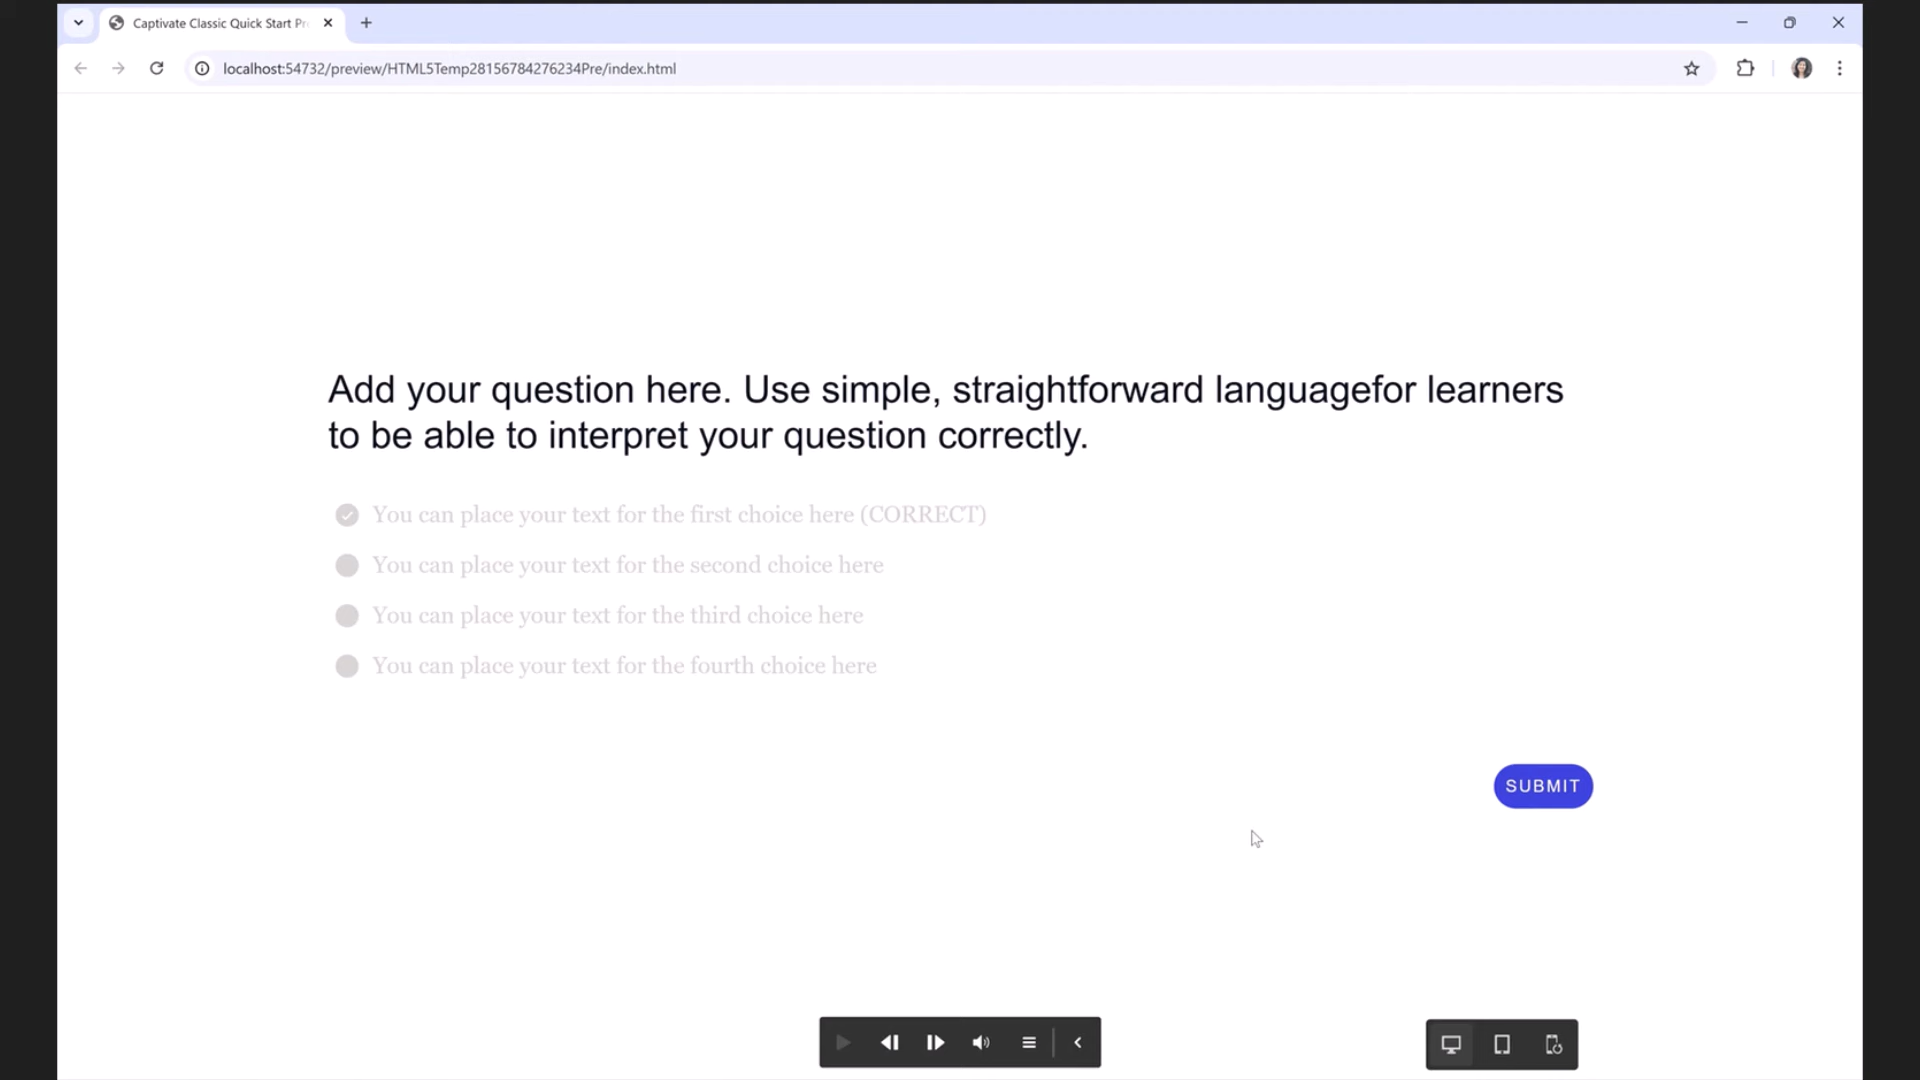 Captivate Classic Quick Start Pr
localhost:54732/preview/HTML5Temp28156784276234Pre/index.html
Add your question here. Use simple, straightforward languagefor learners
to be able to interpret your question correctly.
You can place your text for the first choice here (CORRECT)
You can place your text for the second choice here
You can place your text for the third choice here
You can place your text for the fourth choice here
SUBMIT